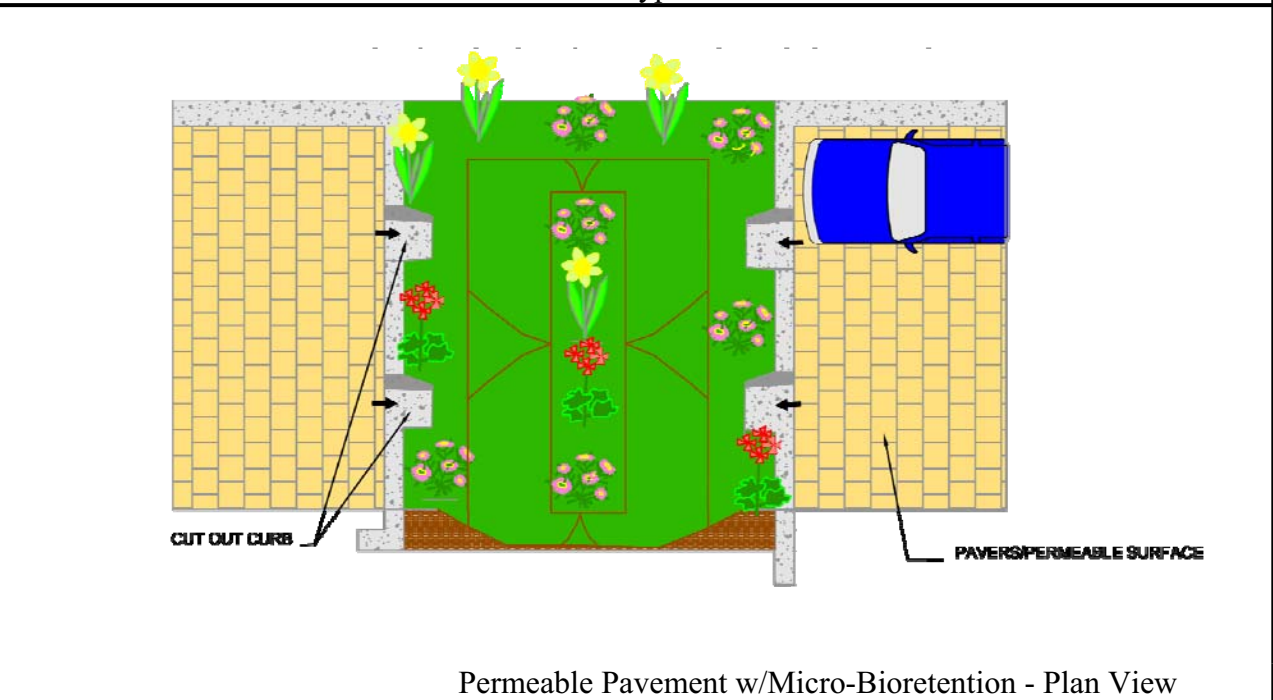 CUT OUT CURB
PAVERS/PERMEABLE SURFACE
Permeable Pavement w/Micro-Bioretention - Plan View